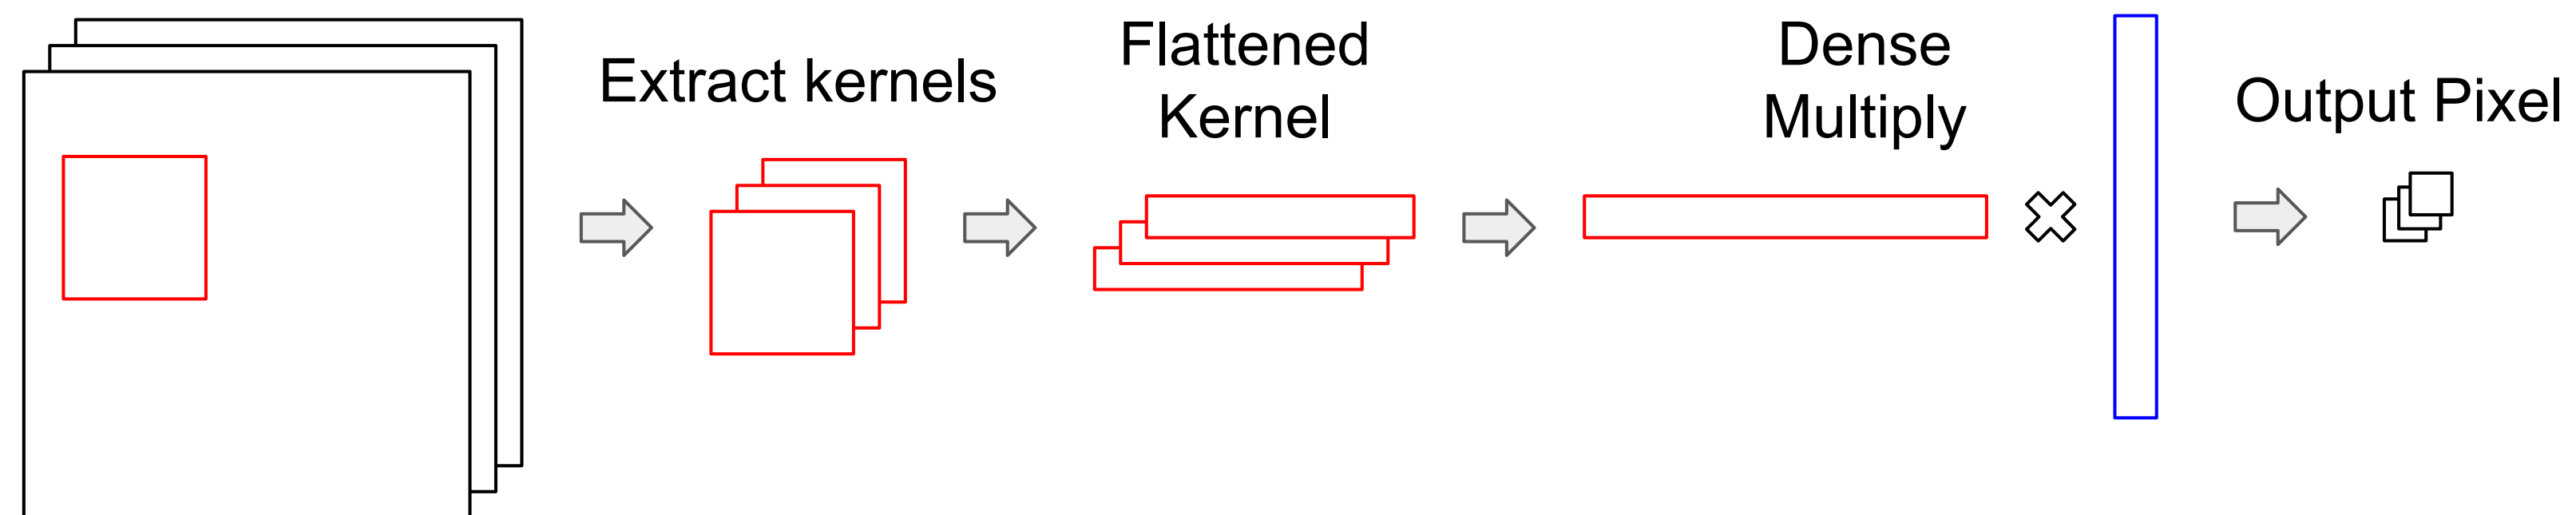 Extract kernels
Flattened
Kernel
Dense
Multiply
Output Pixel